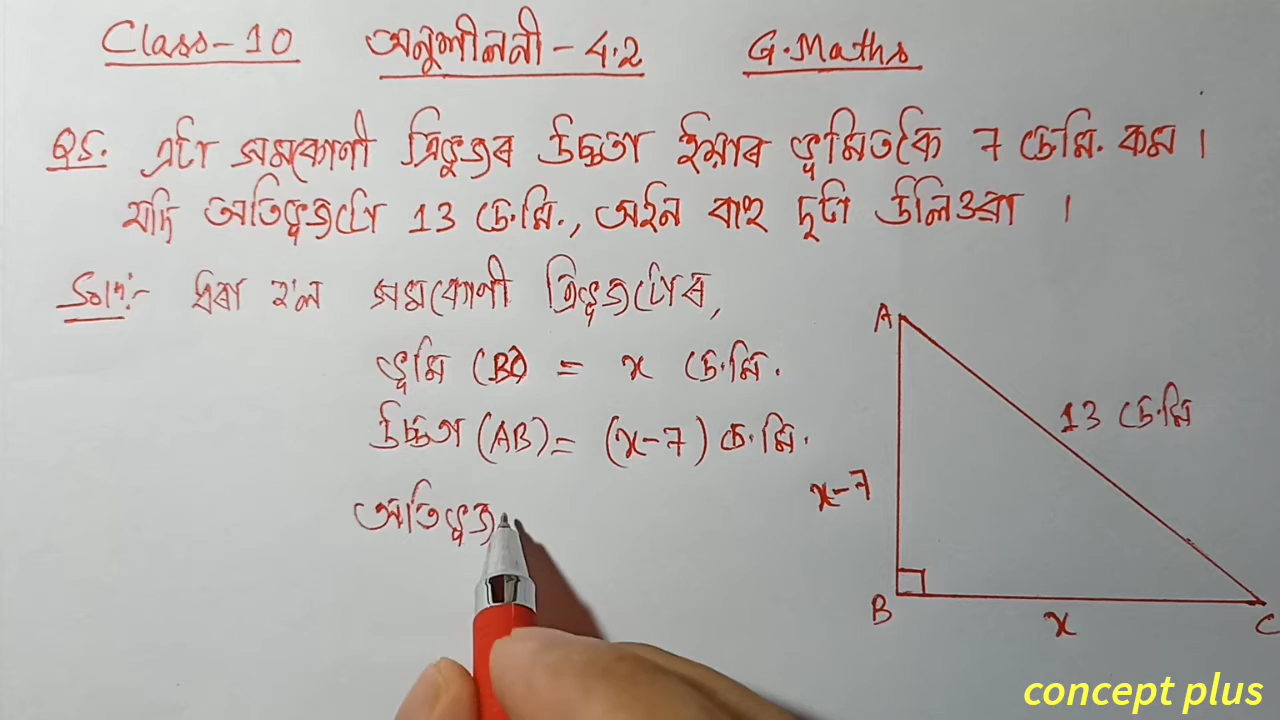 Class-10 অনুশীলনী-4.2 G.Maths
Q5. এটা সমকোণী ত্ৰিভুজৰ উচ্চতা ইয়াৰ ভূমিতকৈ 7 চে.মি. কম ।
যদি অতিভূজটো 13 চে.মি., আইন বাহু দুটা উলিওৱা ।
Solⁿ:- ধৰা হ'ল সমকোণী ত্ৰিভুজটোৰ,
ভূমি (BC) = x চে.মি.
উচ্চতা (AB) = (x-7) চে.মি.
অতিভূজ
A
13 চে.মি
x-7
B
x
C
concept plus